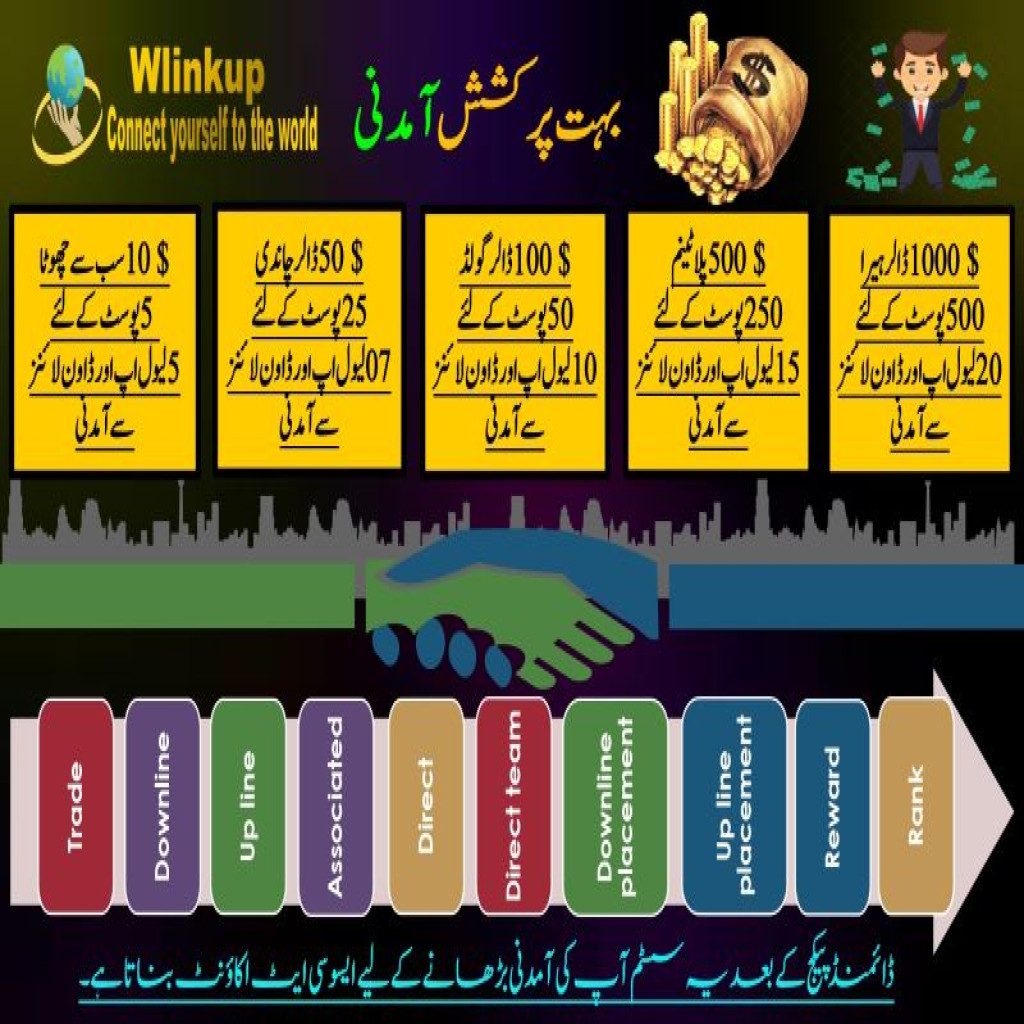 Wlinkup
Connect yourself to the world
بہت پر کشش آمدنی
$
$ 10 سب سے چھوٹا
5 پوسٹ کے لئے
5 لیول اپ اور ڈاون لائنز
سے آمدنی
$ 50 ڈالر چاندی
25 پوسٹ کے لئے
07 لیول اپ اور ڈاون لائنز
سے آمدنی
$ 100 ڈالر گولڈ
50 پوسٹ کے لئے
10 لیول اپ اور ڈاون لائنز
سے آمدنی
$ 500 پلاٹینم
250 پوسٹ کے لئے
15 لیول اپ اور ڈاون لائنز
سے آمدنی
$ 1000 ڈالر ہیرا
500 پوسٹ کے لئے
20 لیول اپ اور ڈاون لائنز
سے آمدنی
Trade
Downline
Up line
Associated
Direct
Direct team
Downline
placement
Up line
placement
Reward
Rank
ڈائمنڈ پیکج کے بعد یہ سسٹم آپ کی آمدنی بڑھانے کے لیے ایسوسی ایٹ اکاؤنٹ بناتا ہے۔